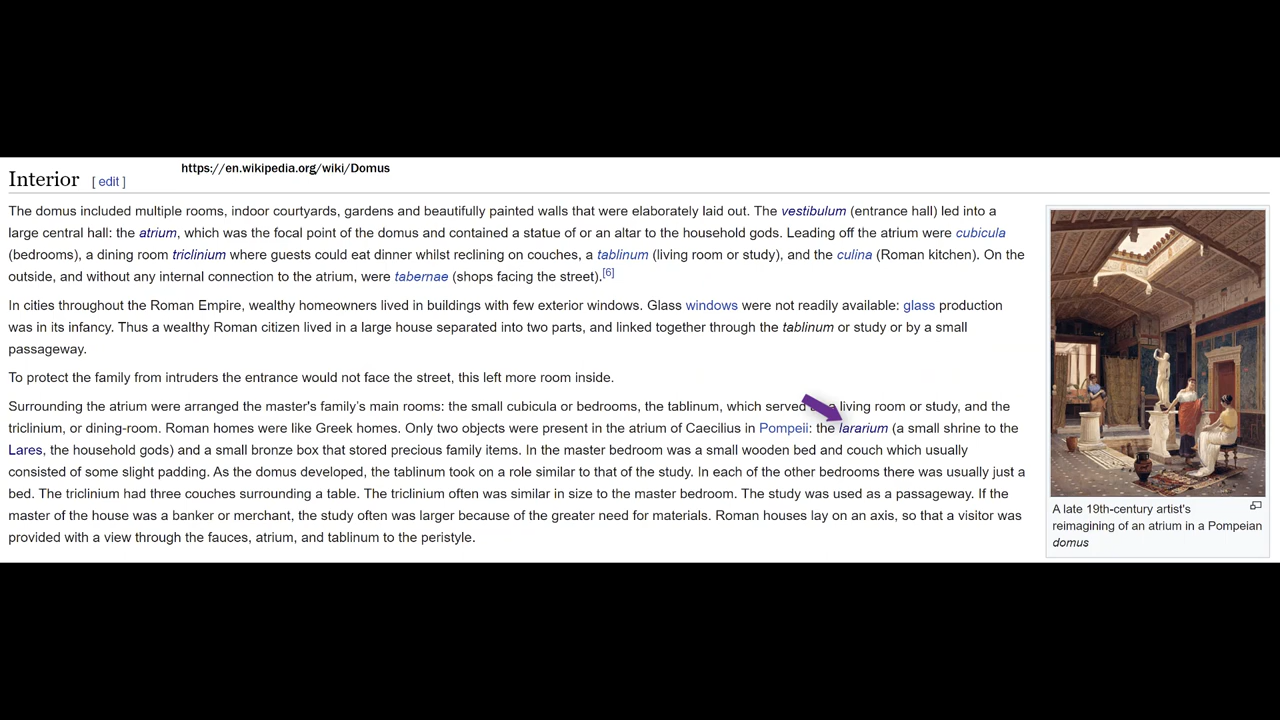 https://en.wikipedia.org/wiki/Domus
Interior [ edit ]
The domus included multiple rooms, indoor courtyards, gardens and beautifully painted walls that were elaborately laid out. The vestibulum (entrance hall) led into a
large central hall: the atrium, which was the focal point of the domus and contained a statue of or an altar to the household gods. Leading off the atrium were cubicula
(bedrooms), a dining room triclinium where guests could eat dinner whilst reclining on couches, a tablinum (living room or study), and the culina (Roman kitchen). On the
outside, and without any internal connection to the atrium, were tabernae (shops facing the street).[6]
In cities throughout the Roman Empire, wealthy homeowners lived in buildings with few exterior windows. Glass windows were not readily available: glass production
was in its infancy. Thus a wealthy Roman citizen lived in a large house separated into two parts, and linked together through the tablinum or study or by a small
passageway.
To protect the family from intruders the entrance would not face the street, this left more room inside.
Surrounding the atrium were arranged the master's family's main rooms: the small cubicula or bedrooms, the tablinum, which served living room or study, and the
triclinium, or dining-room. Roman homes were like Greek homes. Only two objects were present in the atrium of Caecilius in Pompeii: the lararium (a small shrine to the
Lares, the household gods) and a small bronze box that stored precious family items. In the master bedroom was a small wooden bed and couch which usually
consisted of some slight padding. As the domus developed, the tablinum took on a role similar to that of the study. In each of the other bedrooms there was usually just a
bed. The triclinium had three couches surrounding a table. The triclinium often was similar in size to the master bedroom. The study was used as a passageway. If the
master of the house was a banker or merchant, the study often was larger because of the greater need for materials. Roman houses lay on an axis, so that a visitor was
provided with a view through the fauces, atrium, and tablinum to the peristyle.
A late 19th-century artist's
reimagining of an atrium in a Pompeian
domus